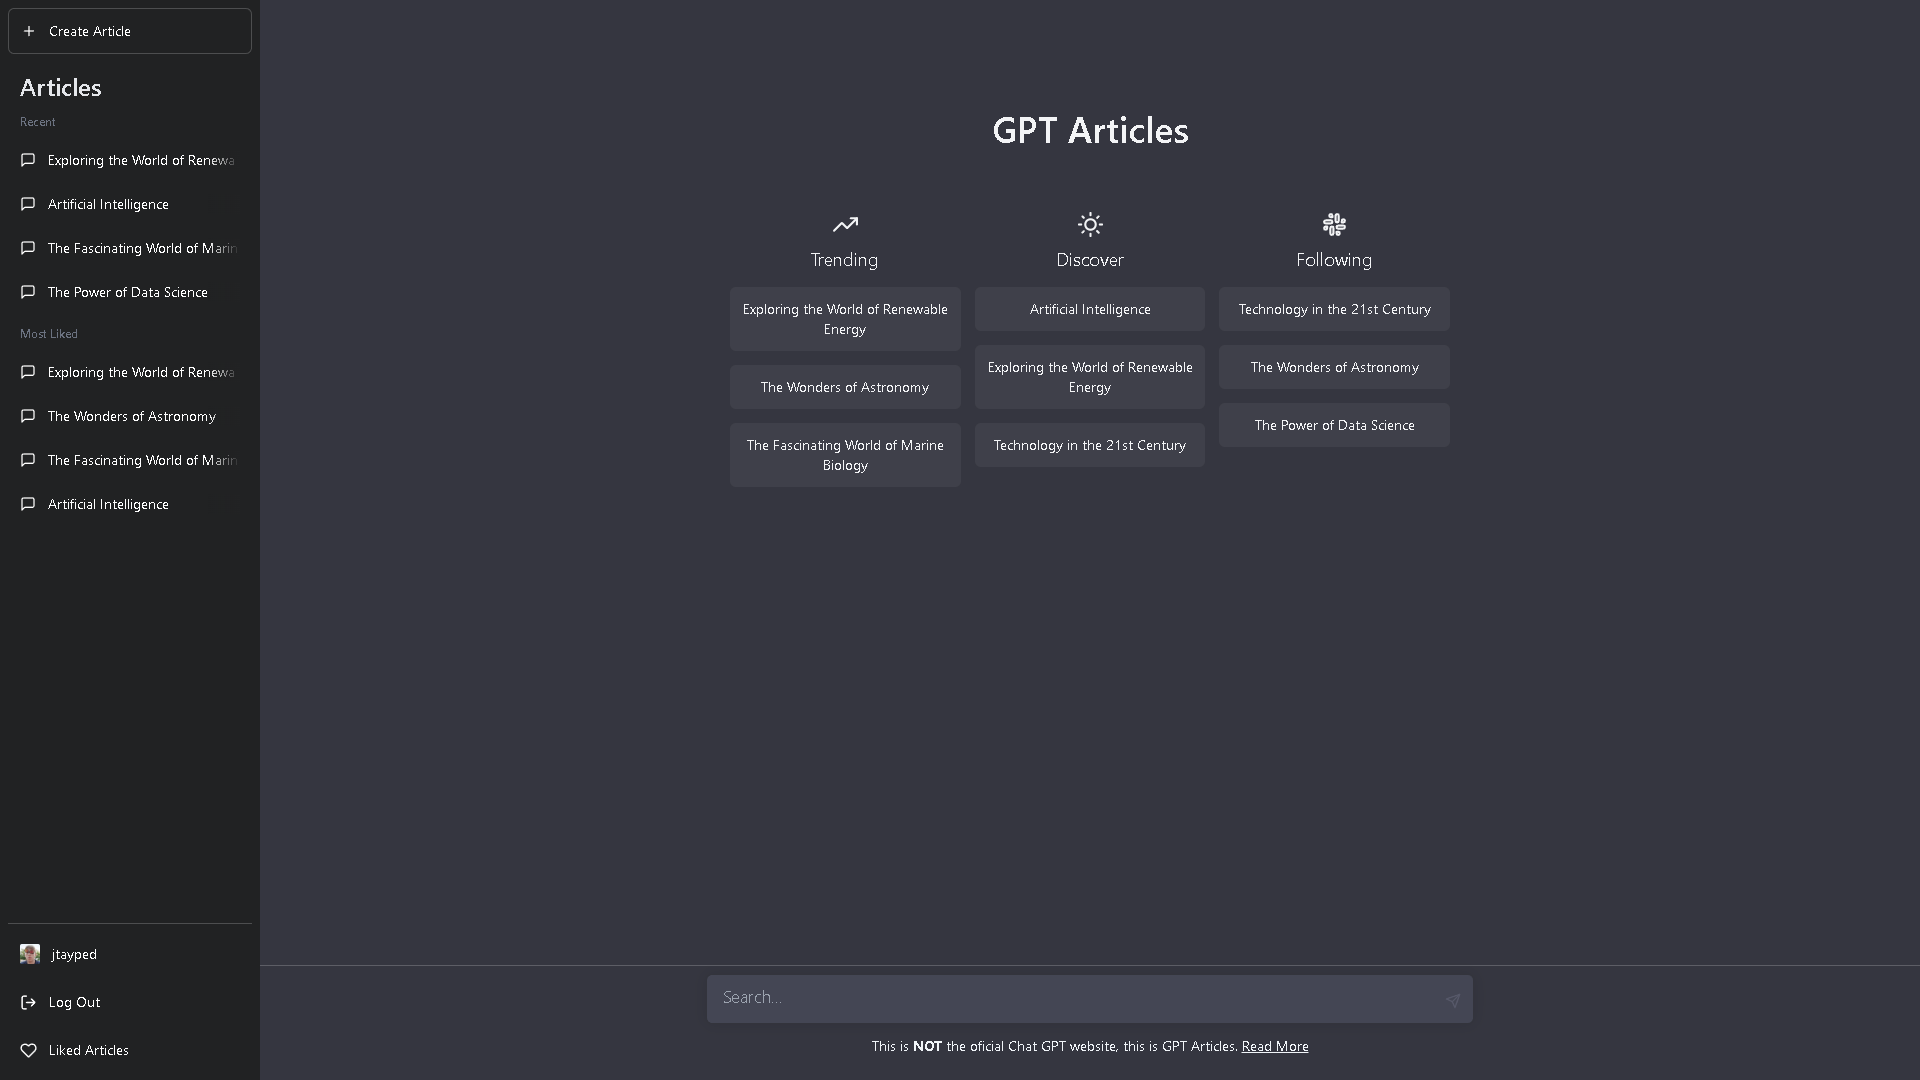 Create Article
Articles
Recent
Exploring the World of Renewa
Artificial Intelligence
The Fascinating World of Marin
The Power of Data Science
Most Liked
Exploring the World of Renewa
The Wonders of Astronomy
The Fascinating World of Marin
Artificial Intelligence
jtayped
Log Out
Liked Articles
GPT Articles
Trending
Exploring the World of Renewable
Energy
The Wonders of Astronomy
The Fascinating World of Marine
Biology
Discover
Artificial Intelligence
Exploring the World of Renewable
Energy
Technology in the 21st Century
Following
Technology in the 21st Century
The Wonders of Astronomy
The Power of Data Science
Search...
This is NOT the oficial Chat GPT website, this is GPT Articles. Read More